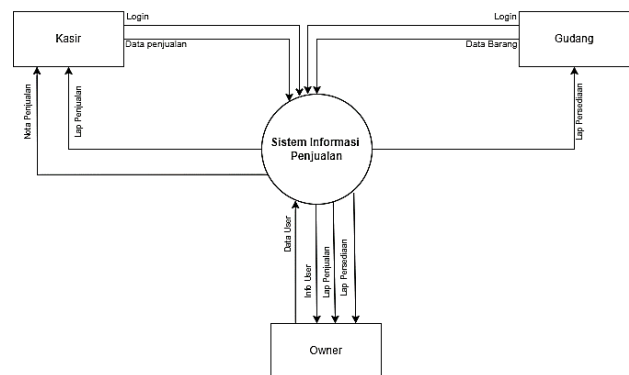 Login
Login
Kasir
Gudang
Data penjualan
Data Barang
Nota Penjualan
Lap Penjualan
Lap Persediaan
Sistem Informasi
Penjualan
Data User
Info User
Lap Penjualan
Lap Persediaan
Owner